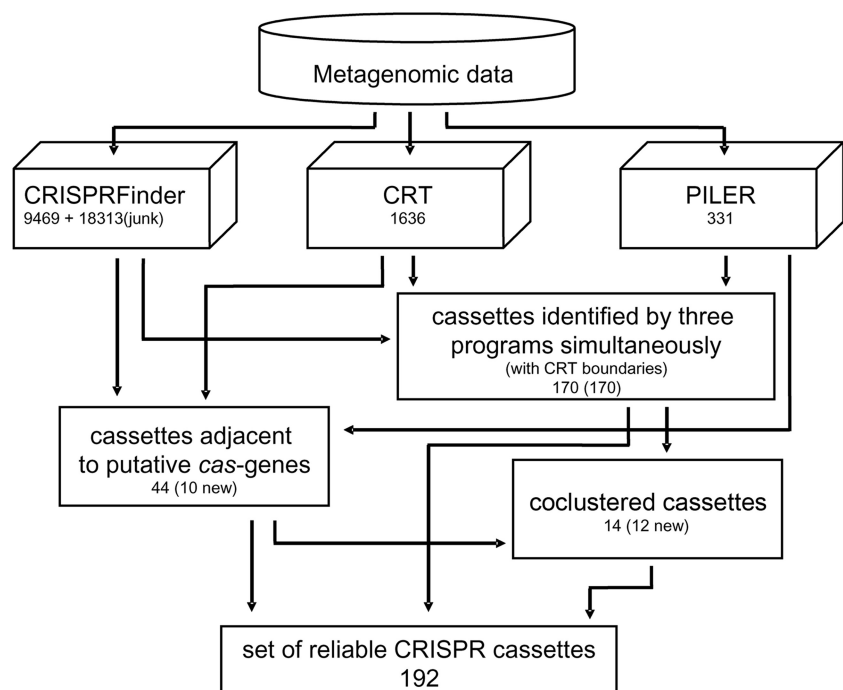 Metagenomic data
CRISPRFinder
9469 + 18313(junk)
CRT
1636
PILER
331
cassettes identified by three
programs simultaneously
(with CRT boundaries)
170 (170)
cassettes adjacent
to putative cas-genes
44 (10 new)
coclustered cassettes
14 (12 new)
set of reliable CRISPR cassettes
192